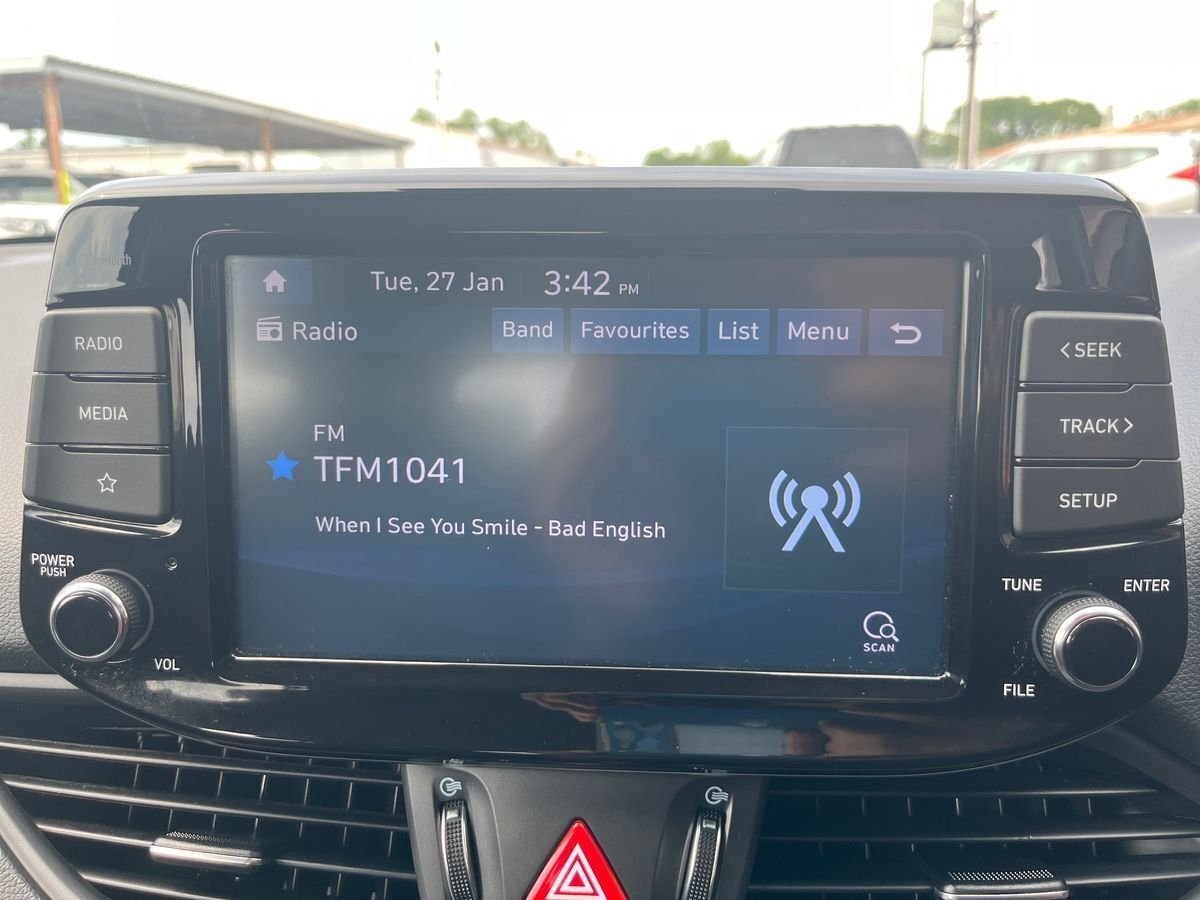 Bluetooth
Tue, 27 Jan 3:42 PM
Radio
Band Favourites List Menu
FM
TFM1041
When I See You Smile - Bad English
SCAN
RADIO
MEDIA
POWER
PUSH
VOL
< SEEK
TRACK >
SETUP
TUNE
ENTER
FILE